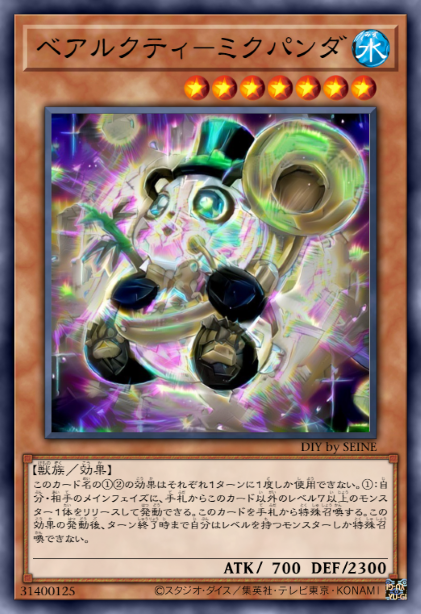 ベアルクティ－ミクパンダ
水
DIY by SEINE
【獣族／効果】
このカード名の①②の効果はそれぞれ1ターンに1度しか使用できない。①：自
分・相手のメインフェイズに、手札からこのカード以外のレベル7以上のモンス
ター1体をリリースして発動できる。このカードを手札から特殊召喚する。この
効果の発動後、ターン終了時まで自分はレベルを持つモンスターしか特殊召
喚できない。
ATK/ 700 DEF/2300
31400125
©スタジオ・ダイス／集英社・テレビ東京・KONAMI